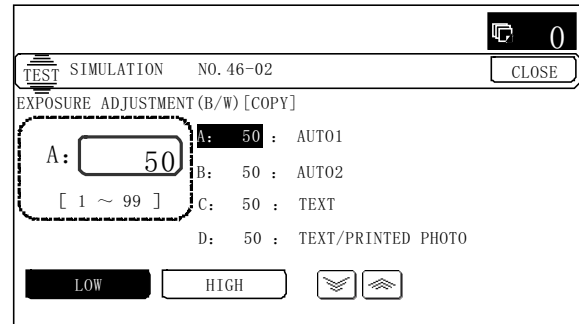 0
TEST SIMULATION NO.46-02 CLOSE
EXPOSURE ADJUSTMENT(B/W)[COPY]
A: 50
[ 1 ～ 99 ]
A: 50 : AUTO1
B: 50 : AUTO2
C: 50 : TEXT
D: 50 : TEXT/PRINTED PHOTO
LOW HIGH